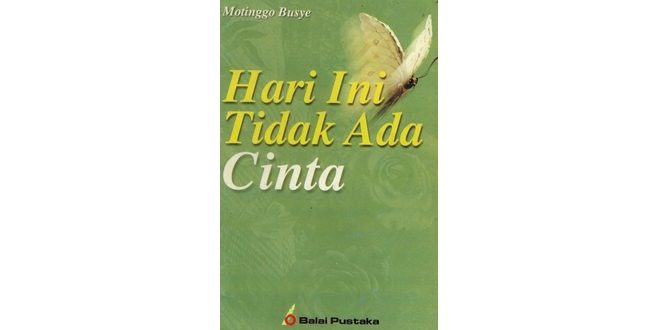 Motinggo Busye
Hari Ini
Tidak Ada
Cinta
Balai Pustaka